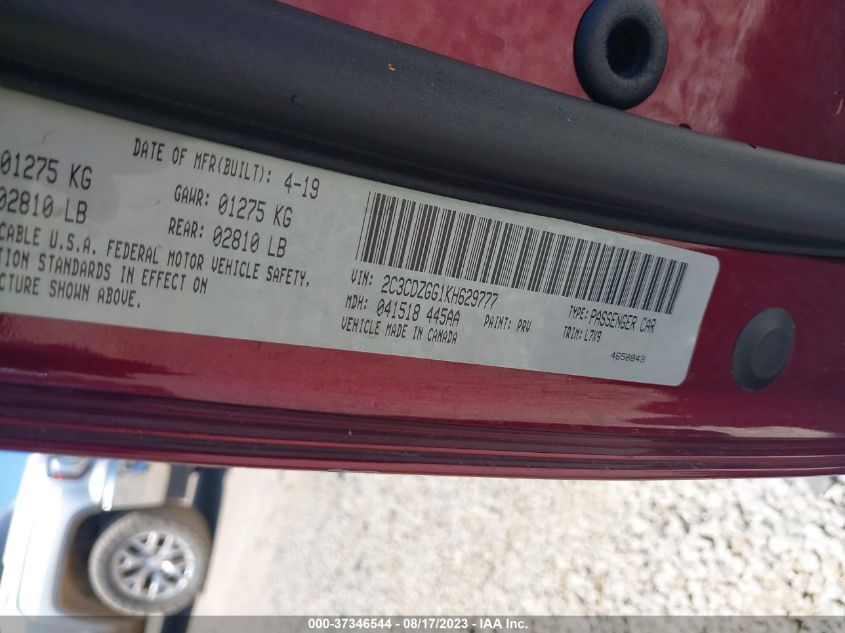 01275 KG
02810 LB
CABLE U.S.A. FEDERAL MOTOR VEHICLE SAFETY,
TION STANDARDS IN EFFECT ON
ACTURE SHOWN ABOVE.
DATE OF MFR(BUILT): 4-19
GAWR: 01275 KG
REAR: 02810 LB
VIN: 2C3CDZGG1KH629777
MDH: 041518 445AA
PAINT: PRV
VEHICLE MADE IN CANADA
TYPE: PASSENGER CAR
TRIM: L7X9
4658843
000-37346544 - 08/17/2023 - IAA Inc.